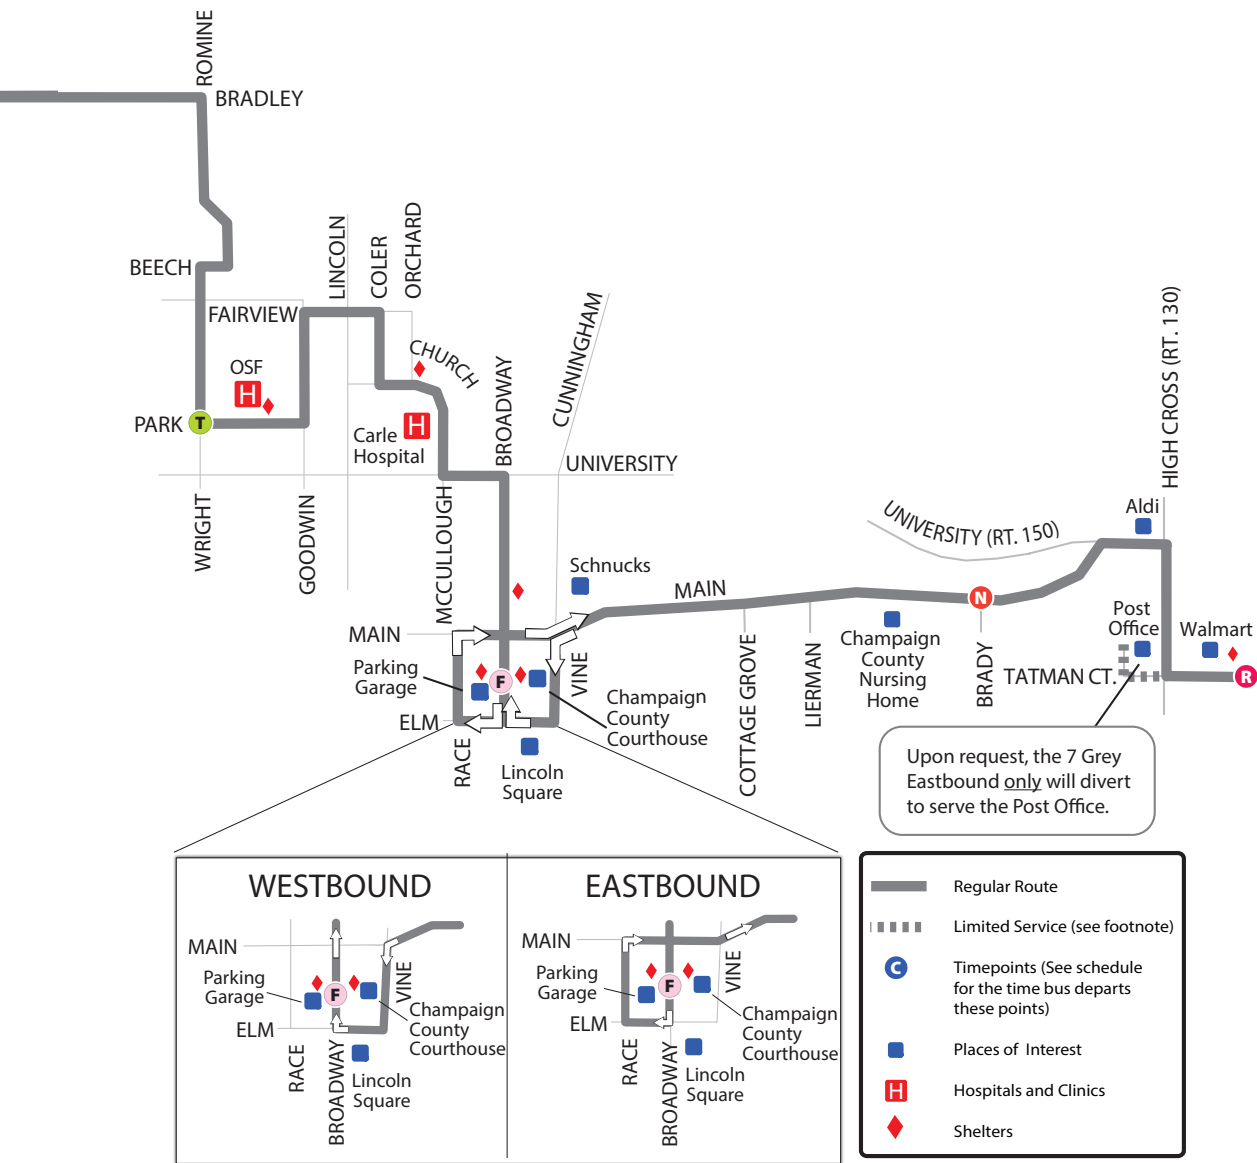 ROMINE
BRADLEY
BEECH
LINCOLN
COLER
ORCHARD
FAIRVIEW
CUNNINGHAM
HIGH CROSS (RT. 130)
OSF
H
CHURCH
BROADWAY
PARK
T
Carle
Hospital
H
UNIVERSITY
WRIGHT
GOODWIN
MCCULLOUGH
Aldi
UNIVERSITY (RT. 150)
Schnucks
MAIN
N
MAIN
Post
Office
Walmart
Champaign
County
Nursing
Home
Parking
Garage
F
VINE
COTTAGE GROVE
LIERMAN
BRADY
TATMAN CT.
R
Champaign
County
Courthouse
ELM
RACE
Lincoln
Square
Upon request, the 7 Grey
Eastbound only will divert
to serve the Post Office.
WESTBOUND
MAIN
Parking
Garage
F
VINE
Champaign
County
Courthouse
ELM
RACE
BROADWAY
Lincoln
Square
EASTBOUND
MAIN
Parking
Garage
F
VINE
Champaign
County
Courthouse
ELM
RACE
BROADWAY
Lincoln
Square
Regular Route
Limited Service (see footnote)
C
Timepoints (See schedule
for the time bus departs
these points)
Places of Interest
H
Hospitals and Clinics
Shelters